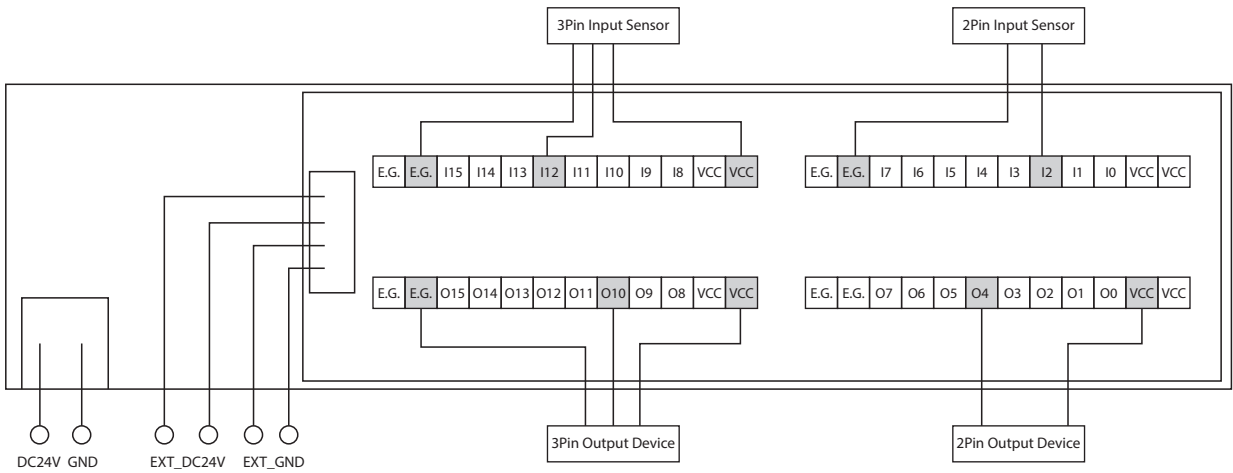 3Pin Input Sensor
2Pin Input Sensor
E.G. E.G. I15 I14 I13 I12 I11 I10 I9 I8 VCC VCC
E.G. E.G. I7 I6 I5 I4 I3 I2 I1 I0 VCC VCC
E.G. E.G. O15 O14 O13 O12 O11 O10 O9 O8 VCC VCC
E.G. E.G. O7 O6 O5 O4 O3 O2 O1 O0 VCC VCC
3Pin Output Device
2Pin Output Device
DC24V GND
EXT_DC24V
EXT_GND